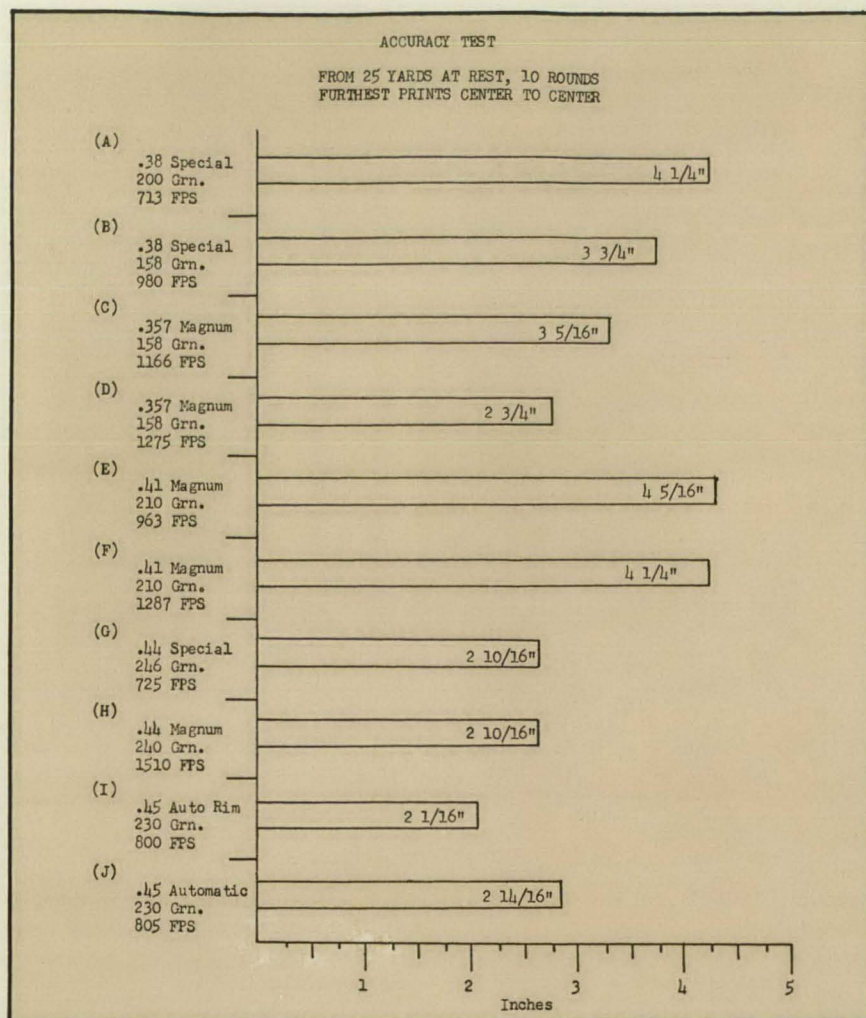 ACCURACY TEST
FROM 25 YARDS AT REST, 10 ROUNDS
FURTHEST PRINTS CENTER TO CENTER
(A)
.38 Special
200 Grn.
713 FPS
4 1/4"
(B)
.38 Special
158 Grn.
980 FPS
3 3/4"
(C)
.357 Magnum
158 Grn.
1166 FPS
3 5/16"
(D)
.357 Magnum
158 Grn.
1275 FPS
2 3/4"
(E)
.41 Magnum
210 Grn.
963 FPS
4 5/16"
(F)
.41 Magnum
210 Grn.
1287 FPS
4 1/4"
(G)
.44 Special
246 Grn.
725 FPS
2 10/16"
(H)
.44 Magnum
240 Grn.
1510 FPS
2 10/16"
(I)
.45 Auto Rim
230 Grn.
800 FPS
2 1/16"
(J)
.45 Automatic
230 Grn.
805 FPS
2 14/16"
1 2 3 4 5
Inches